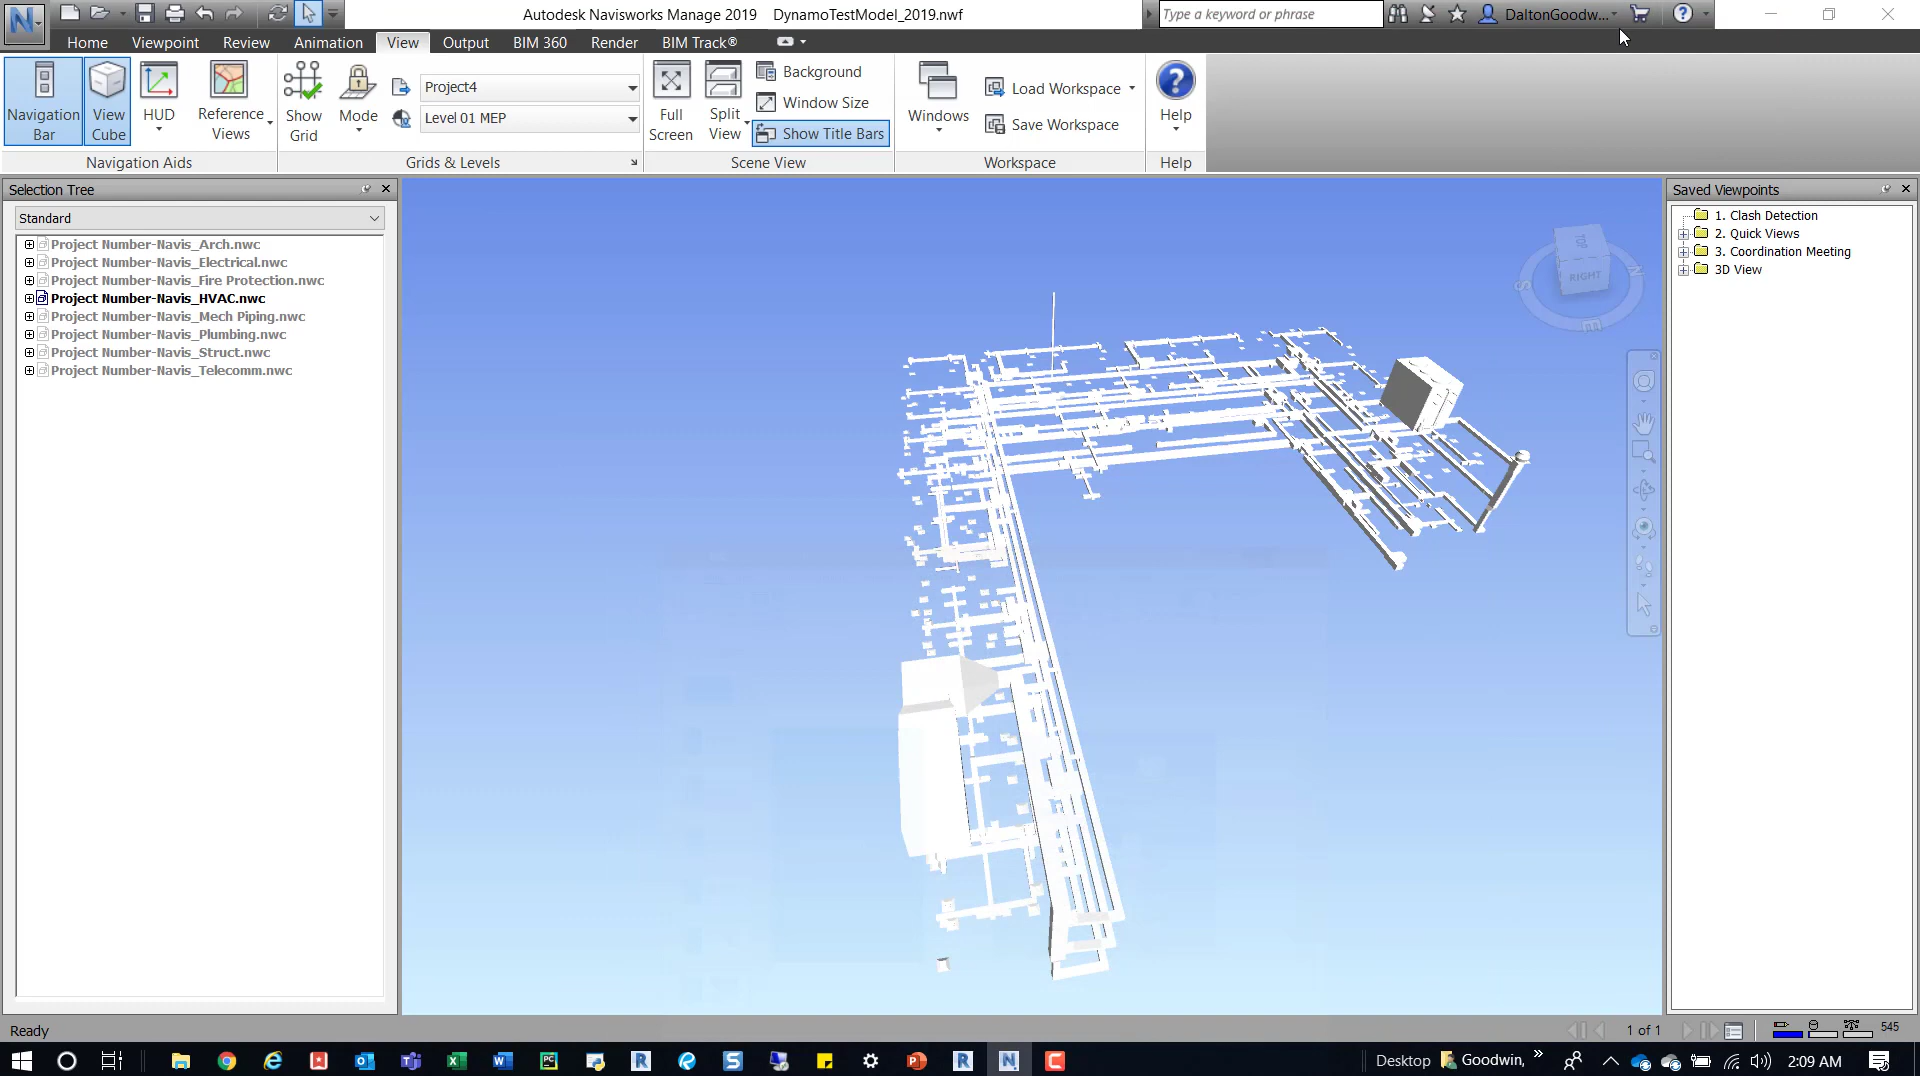 Autodesk Navisworks Manage 2019 DynamoTestModel_2019.nwf
Type a keyword or phrase
DaltonGoodw...
Home Viewpoint Review Animation View Output BIM 360 Render BIM Track®
Navigation Bar
View Cube
HUD
Reference Views
Navigation Aids
Show Grid
Mode
Project4
Level 01 MEP
Grids & Levels
Full Screen
Split View
Background
Window Size
Show Title Bars
Scene View
Windows
Load Workspace
Save Workspace
Workspace
Help
Help
Selection Tree
Standard
Project Number-Navis_Arch.nwc
Project Number-Navis_Electrical.nwc
Project Number-Navis_Fire Protection.nwc
Project Number-Navis_HVAC.nwc
Project Number-Navis_Mech Piping.nwc
Project Number-Navis_Plumbing.nwc
Project Number-Navis_Struct.nwc
Project Number-Navis_Telecomm.nwc
TOP
RIGHT
S
N
E
Saved Viewpoints
1. Clash Detection
2. Quick Views
3. Coordination Meeting
3D View
Ready
1 of 1
545
Desktop
Goodwin,
2:09 AM